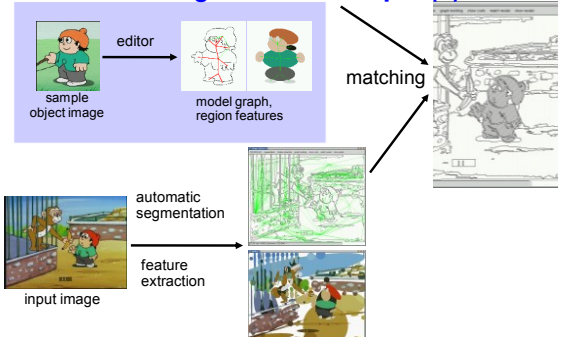 editor
matching
sample
object image
model graph,
region features
automatic
segmentation
feature
extraction
input image